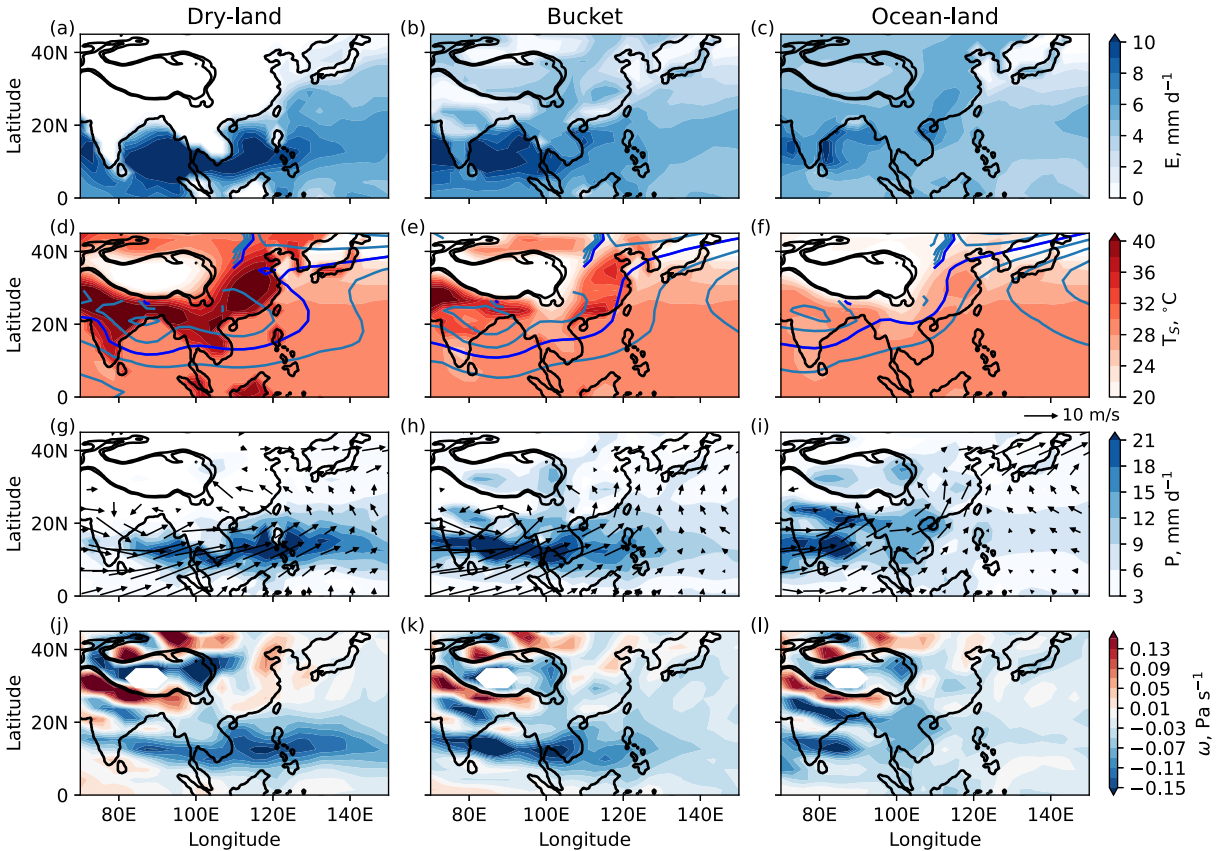 Dry-land Bucket Ocean-land
(a) (b) (c)
40N
20N
0
Latitude
10
8
6
4
2
0
E, mm d⁻¹
(d) (e) (f)
40N
20N
0
Latitude
40
36
32
28
24
20
T_S, °C
10 m/s
(g) (h) (i)
40N
20N
0
Latitude
21
18
15
12
9
6
3
P, mm d⁻¹
(j) (k) (l)
40N
20N
0
Latitude
0.13
0.09
0.05
0.01
−0.03
−0.07
−0.11
−0.15
ω, Pa s⁻¹
80E 100E 120E 140E 80E 100E 120E 140E 80E 100E 120E 140E
Longitude Longitude Longitude